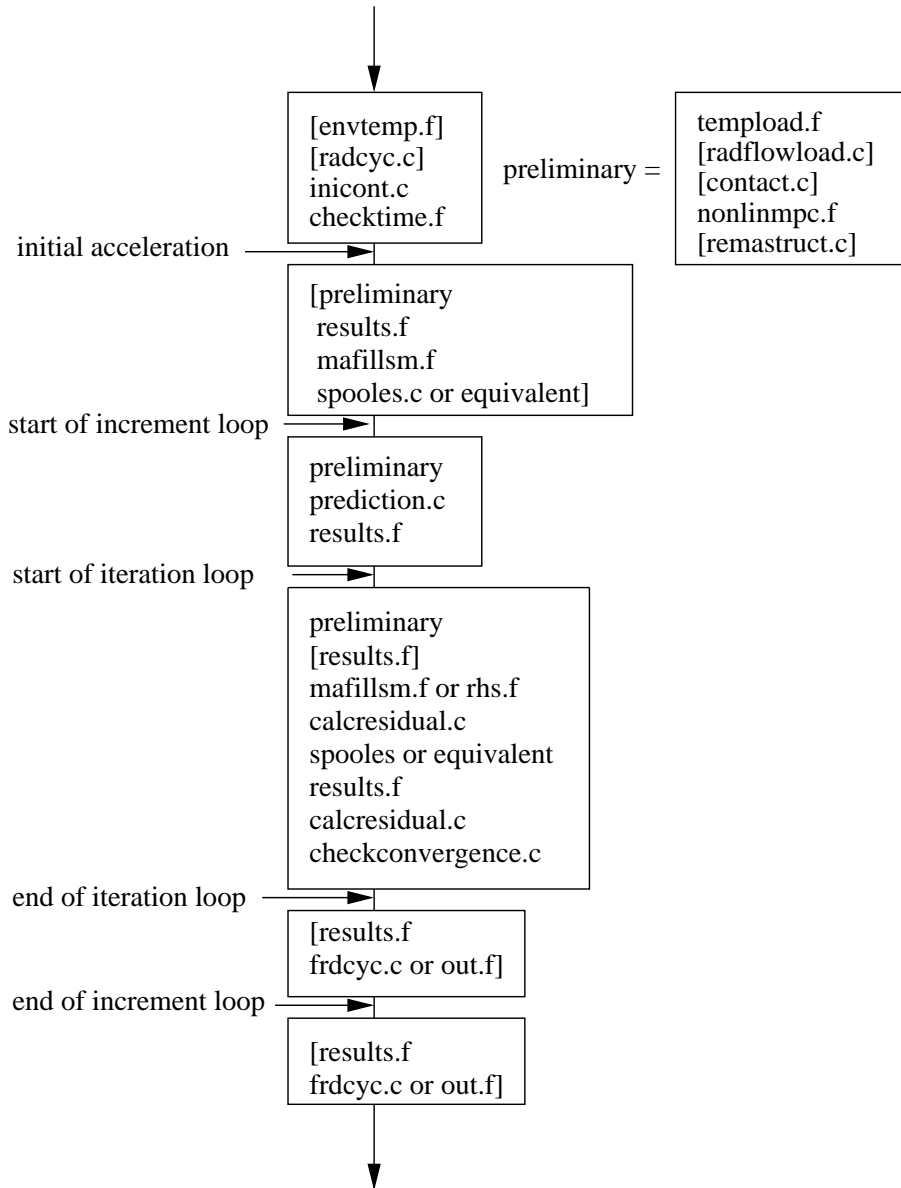 [envtemp.f]
[radcyc.c]
inicont.c
checktime.f
preliminary =
tempload.f
[radflowload.c]
[contact.c]
nonlinmpc.f
[remastruct.c]
initial acceleration
[preliminary
results.f
mafillsm.f
spooles.c or equivalent]
start of increment loop
preliminary
prediction.c
results.f
start of iteration loop
preliminary
[results.f]
mafillsm.f or rhs.f
calcresidual.c
spooles or equivalent
results.f
calcresidual.c
checkconvergence.c
end of iteration loop
[results.f
frdcyc.c or out.f]
end of increment loop
[results.f
frdcyc.c or out.f]